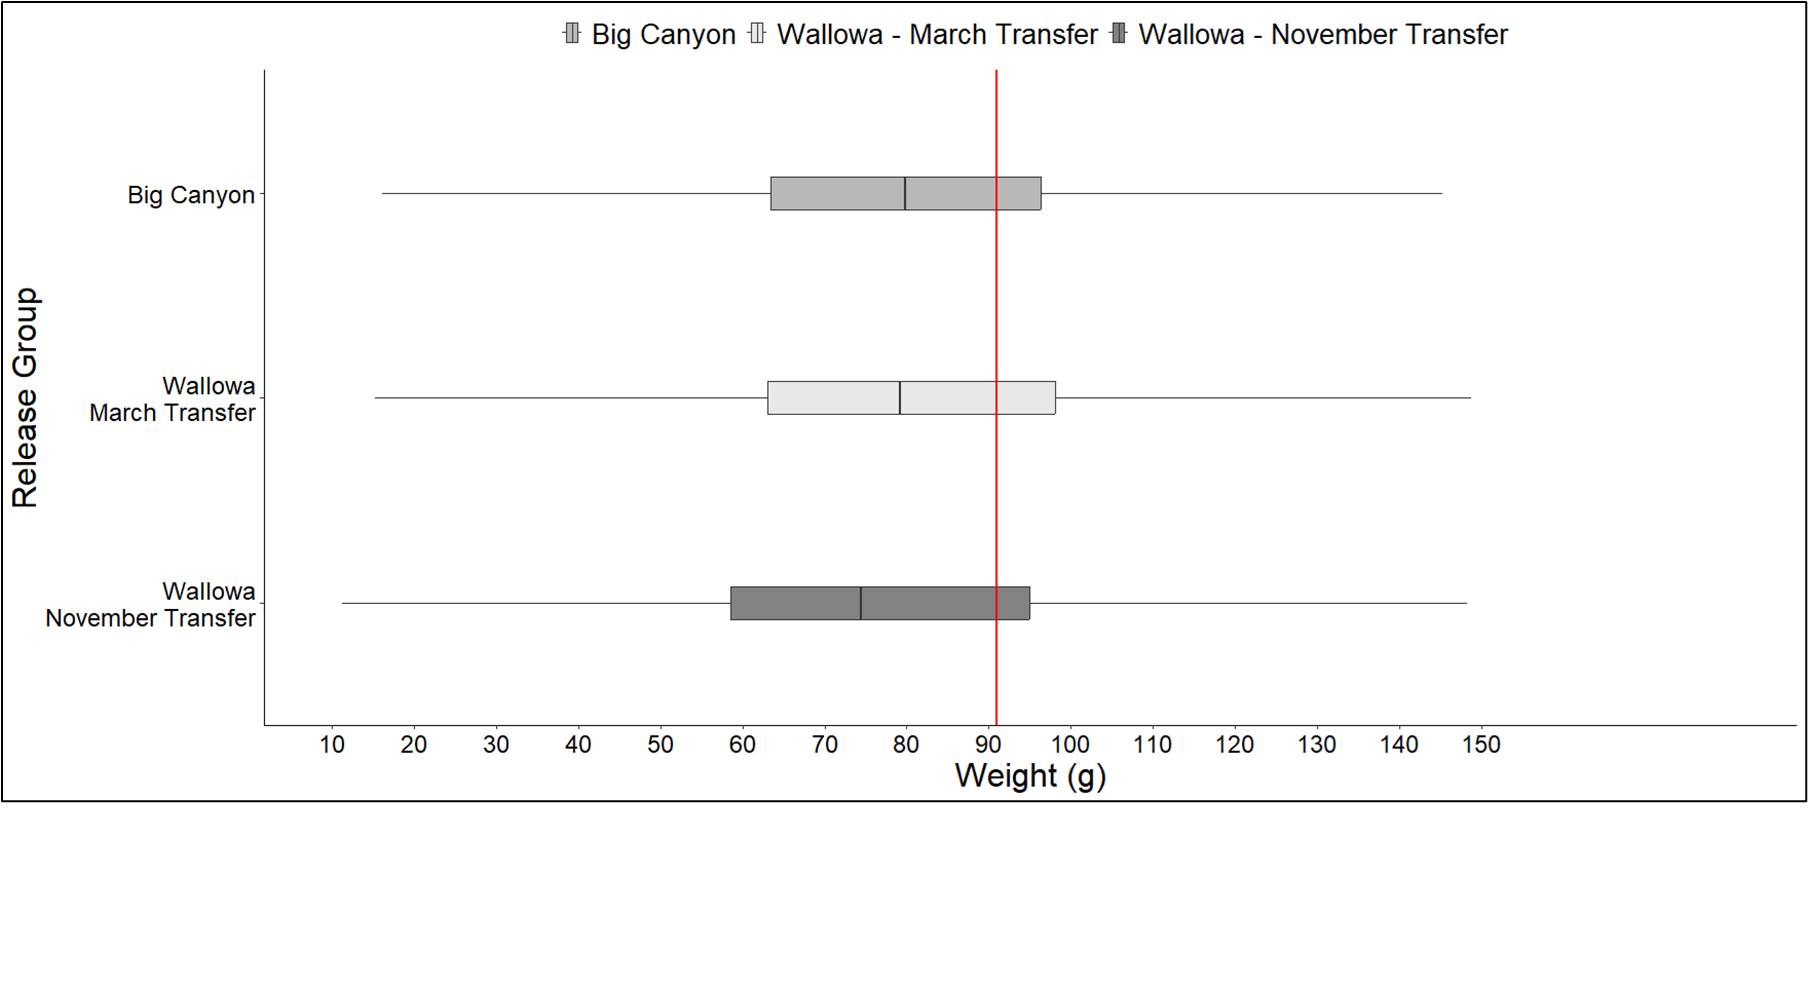 Big Canyon Wallowa - March Transfer Wallowa - November Transfer
Release Group
Big Canyon
Wallowa
March Transfer
Wallowa
November Transfer
10 20 30 40 50 60 70 80 90 100 110 120 130 140 150
Weight (g)